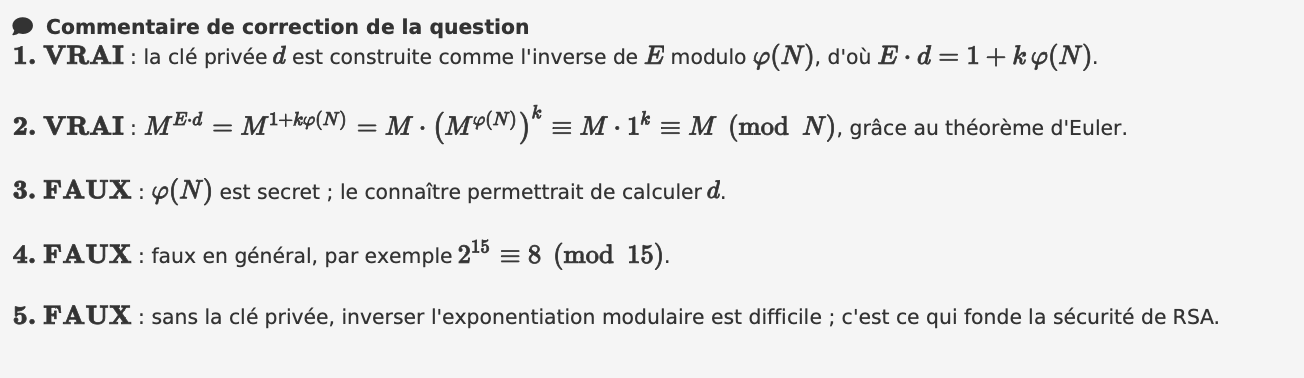 Commentaire de correction de la question
1. VRAI : la clé privée d est construite comme l'inverse de E modulo φ(N), d'où E · d = 1 + k φ(N).
2. VRAI : M^{E·d} = M^{1+kφ(N)} = M · (M^{φ(N)})^k ≡ M · 1^k ≡ M (mod N), grâce au théorème d'Euler.
3. FAUX : φ(N) est secret ; le connaître permettrait de calculer d.
4. FAUX : faux en général, par exemple 2^{15} ≡ 8 (mod 15).
5. FAUX : sans la clé privée, inverser l'exponentiation modulaire est difficile ; c'est ce qui fonde la sécurité de RSA.